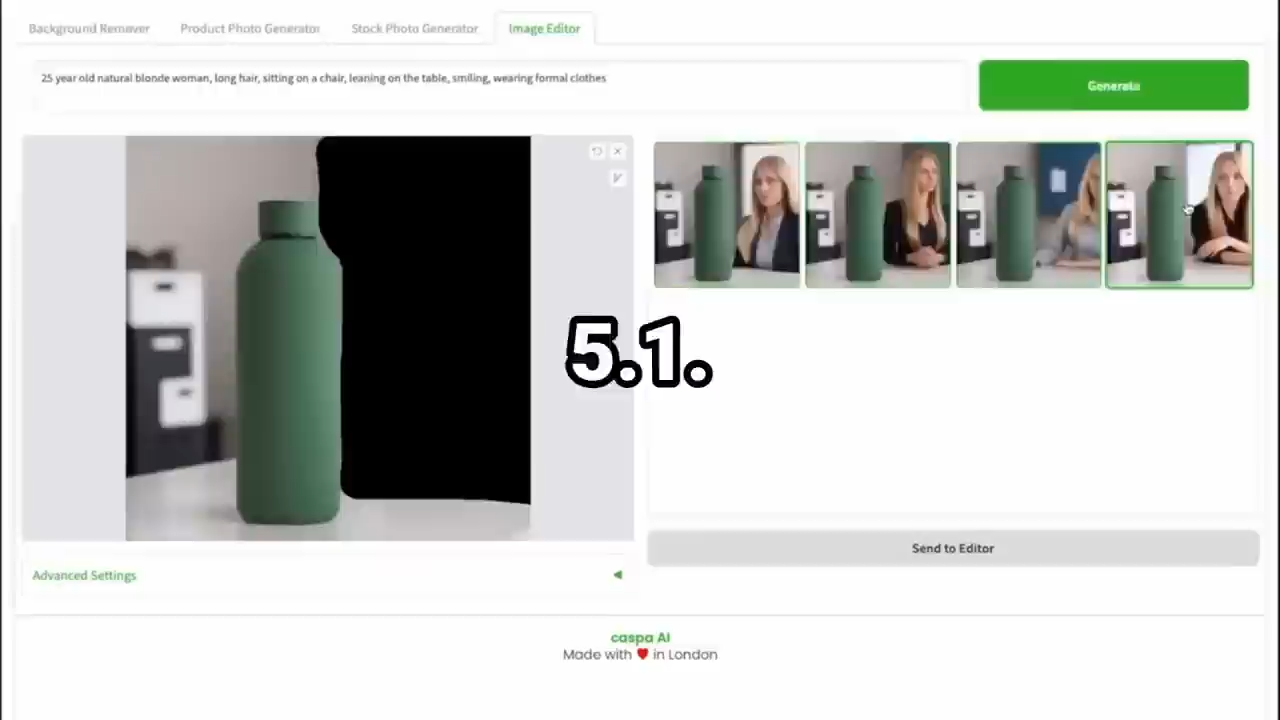 Background Remover
Product Photo Generator
Stock Photo Generator
Image Editor
25 year old natural blonde woman, long hair, sitting on a chair, leaning on the table, smiling, wearing formal clothes
Generate
5.1.
Send to Editor
Advanced Settings
caspa AI
Made with ❤ in London